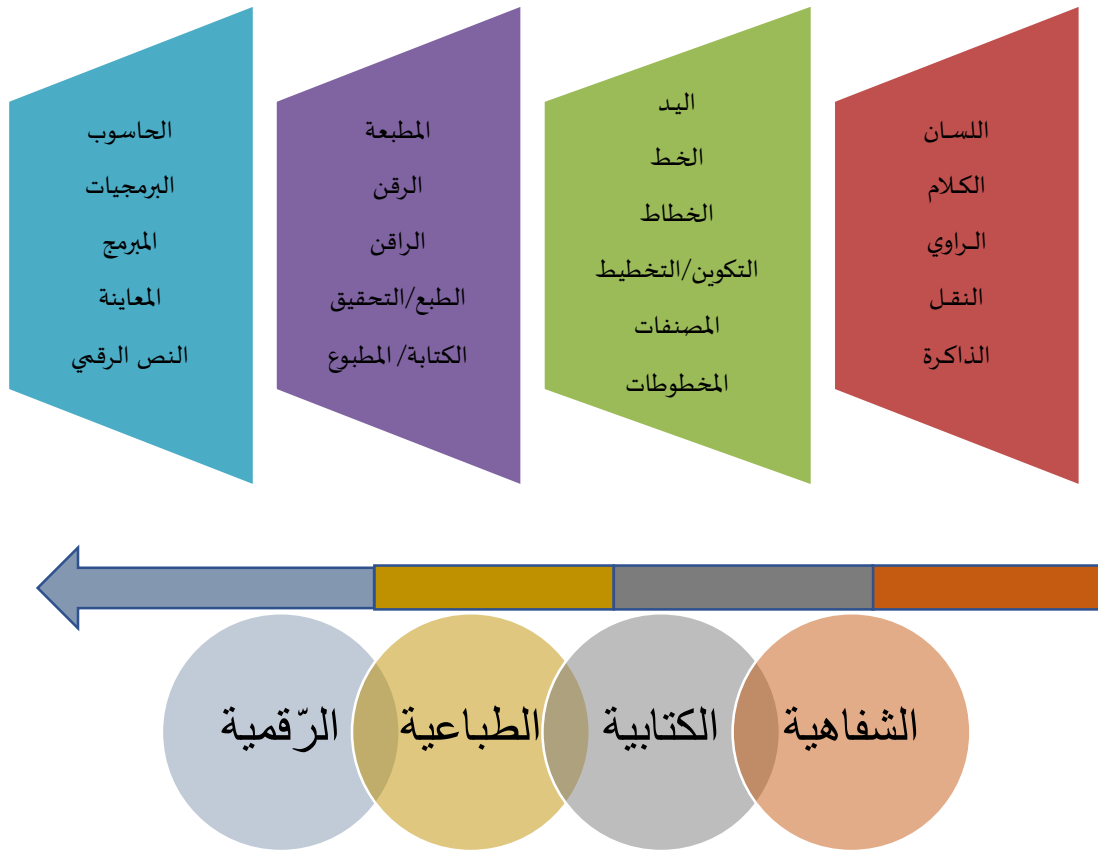 اللسان
الكلام
الراوي
النقل
الذاكرة
اليد
الخط
الخطاط
التكوين/التخطيط
المصنفات
المخطوطات
المطبعة
الرقن
الراقن
الطبع/التحقيق
الكتابة/ المطبوع
الحاسوب
البرمجيات
المبرمج
المعاينة
النص الرقمي
الشفاهية
الكتابية
الطباعية
الرّقمية